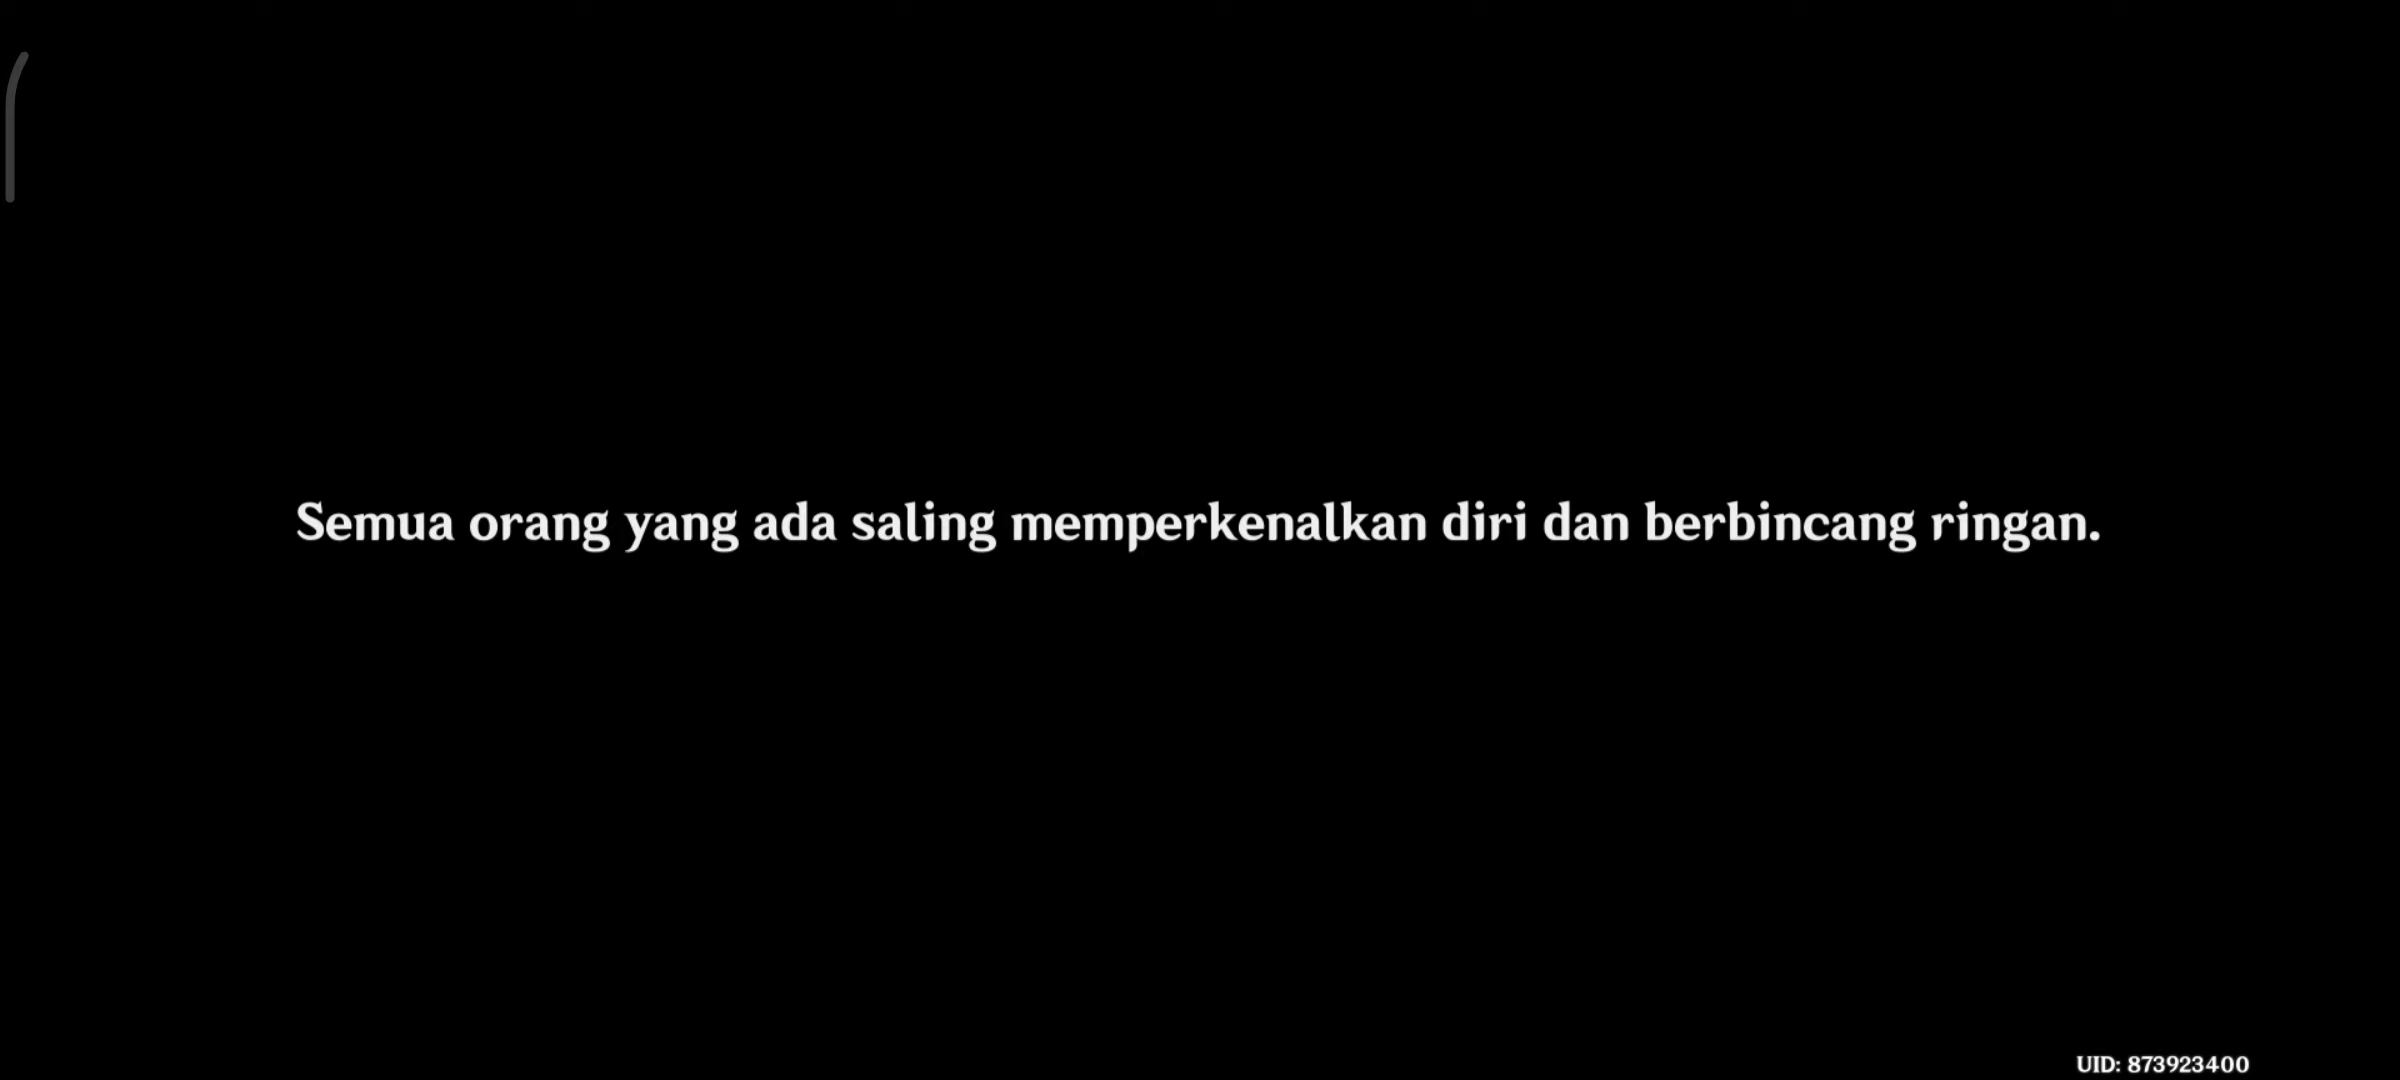 Semua orang yang ada saling memperkenalkan diri dan berbincang ringan.
UID: 873923400